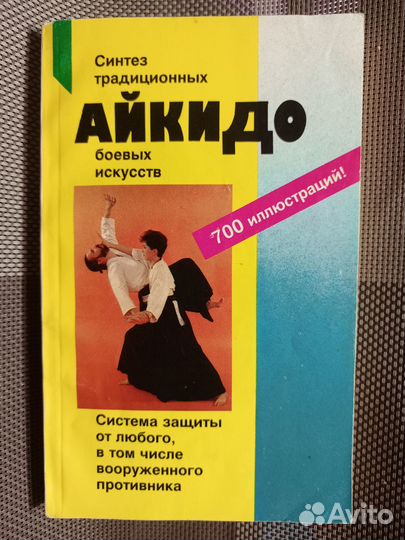 Синтез
традиционных
АЙКИДО
боевых
искусств
700 иллюстраций!
Система защиты
от любого,
в том числе
вооруженного
противника
Avito